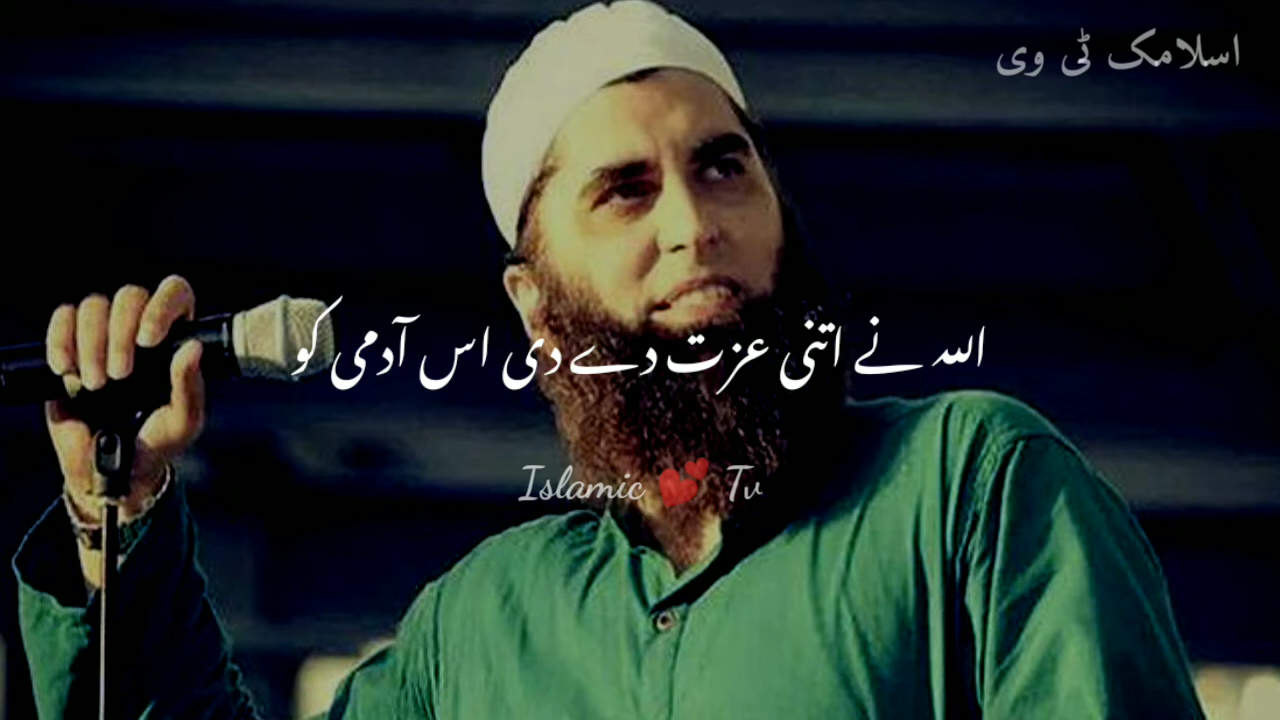 اسلامک ٹی وی
اللہ نے اتنی عزت دے دی اس آدمی کو
Islamic 💕 Tv